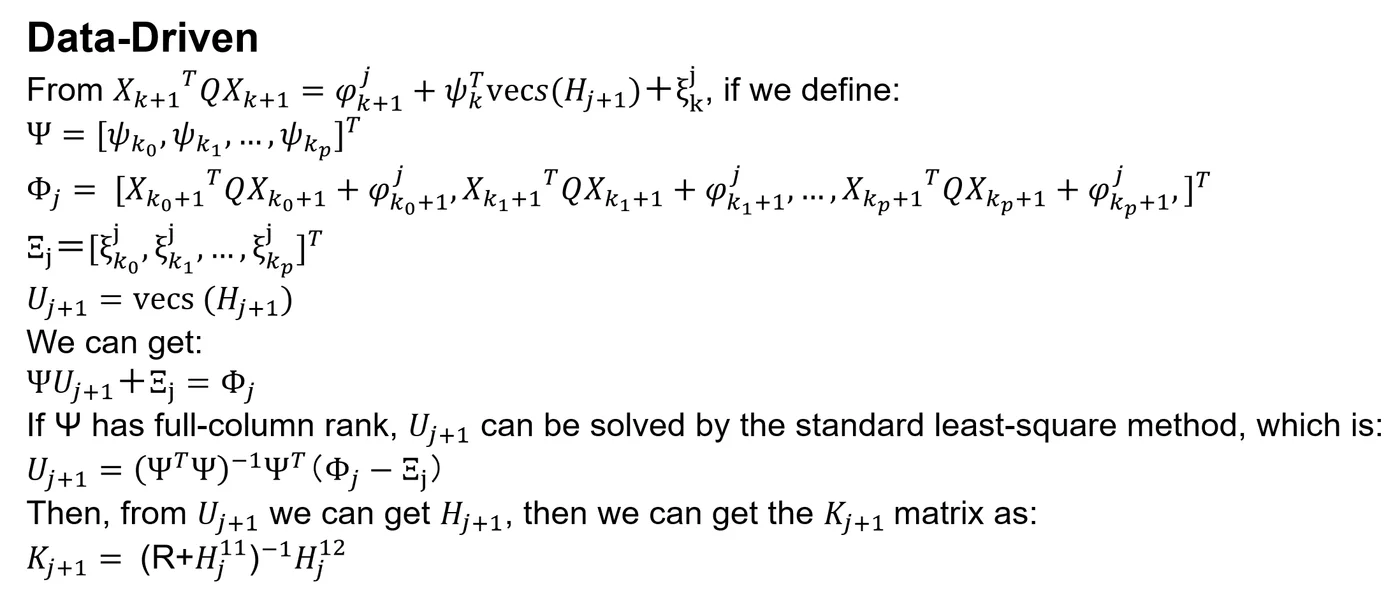 Data-Driven
From X_{k+1}^T QX_{k+1} = φ_{k+1}^j + ψ_k^T vecs(H_{j+1})+ξ_k^j, if we define:
Ψ = [ψ_{k_0}, ψ_{k_1}, … , ψ_{k_p}]^T
Φ_j = [X_{k_0+1}^T QX_{k_0+1} + φ_{k_0+1}^j, X_{k_1+1}^T QX_{k_1+1} + φ_{k_1+1}^j, … , X_{k_p+1}^T QX_{k_p+1} + φ_{k_p+1}^j, ]^T
Ξ_j=[ξ_{k_0}^j, ξ_{k_1}^j, … , ξ_{k_p}^j]^T
U_{j+1} = vecs (H_{j+1})
We can get:
ΨU_{j+1}+Ξ_j = Φ_j
If Ψ has full-column rank, U_{j+1} can be solved by the standard least-square method, which is:
U_{j+1} = (Ψ^TΨ)^{-1}Ψ^T(Φ_j − Ξ_j)
Then, from U_{j+1} we can get H_{j+1}, then we can get the K_{j+1} matrix as:
K_{j+1} = (R+H_j^{11})^{-1}H_j^{12}